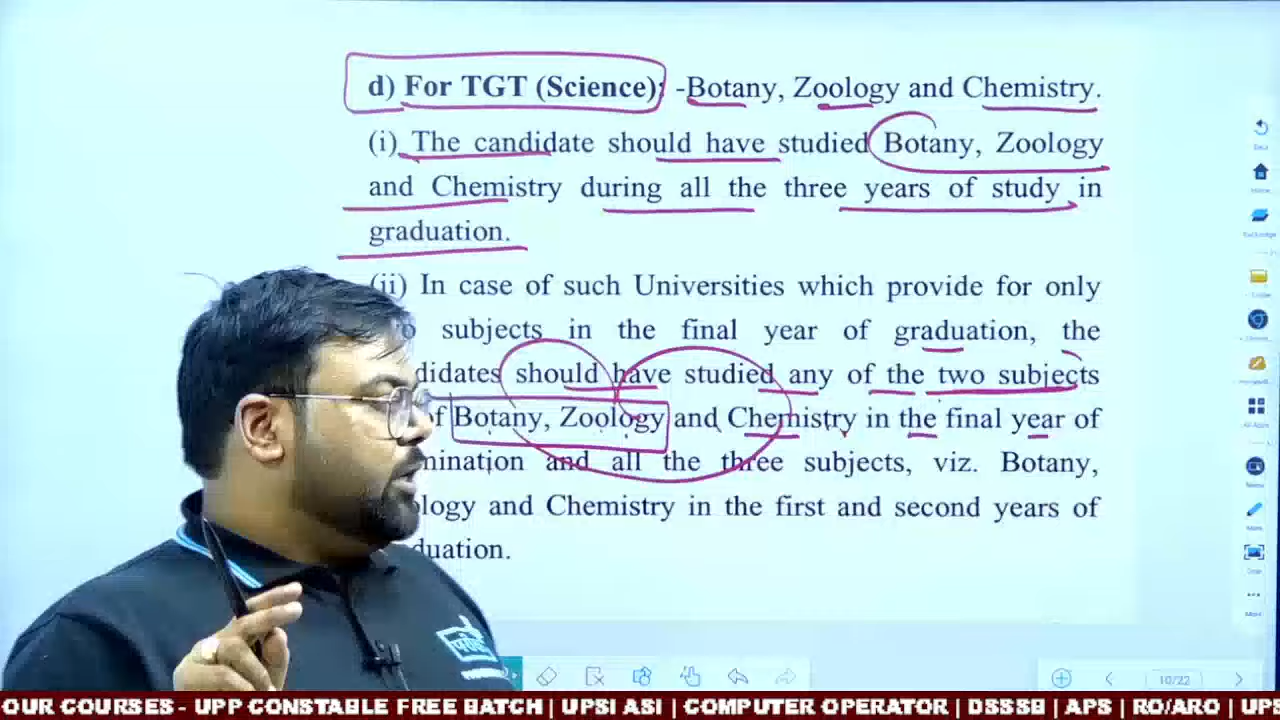 d) For TGT (Science): -Botany, Zoology and Chemistry.
(i) The candidate should have studied Botany, Zoology
and Chemistry during all the three years of study in
graduation.
(ii) In case of such Universities which provide for only
subjects in the final year of graduation, the
should have studied any of the two subjects
Botany, Zoology and Chemistry in the final year of
and all the three subjects, viz. Botany,
and Chemistry in the first and second years of
10/22
OUR COURSES - UPP CONSTABLE FREE BATCH | UPSI ASI | COMPUTER OPERATOR | DSSSB | APS | RO/ARO |